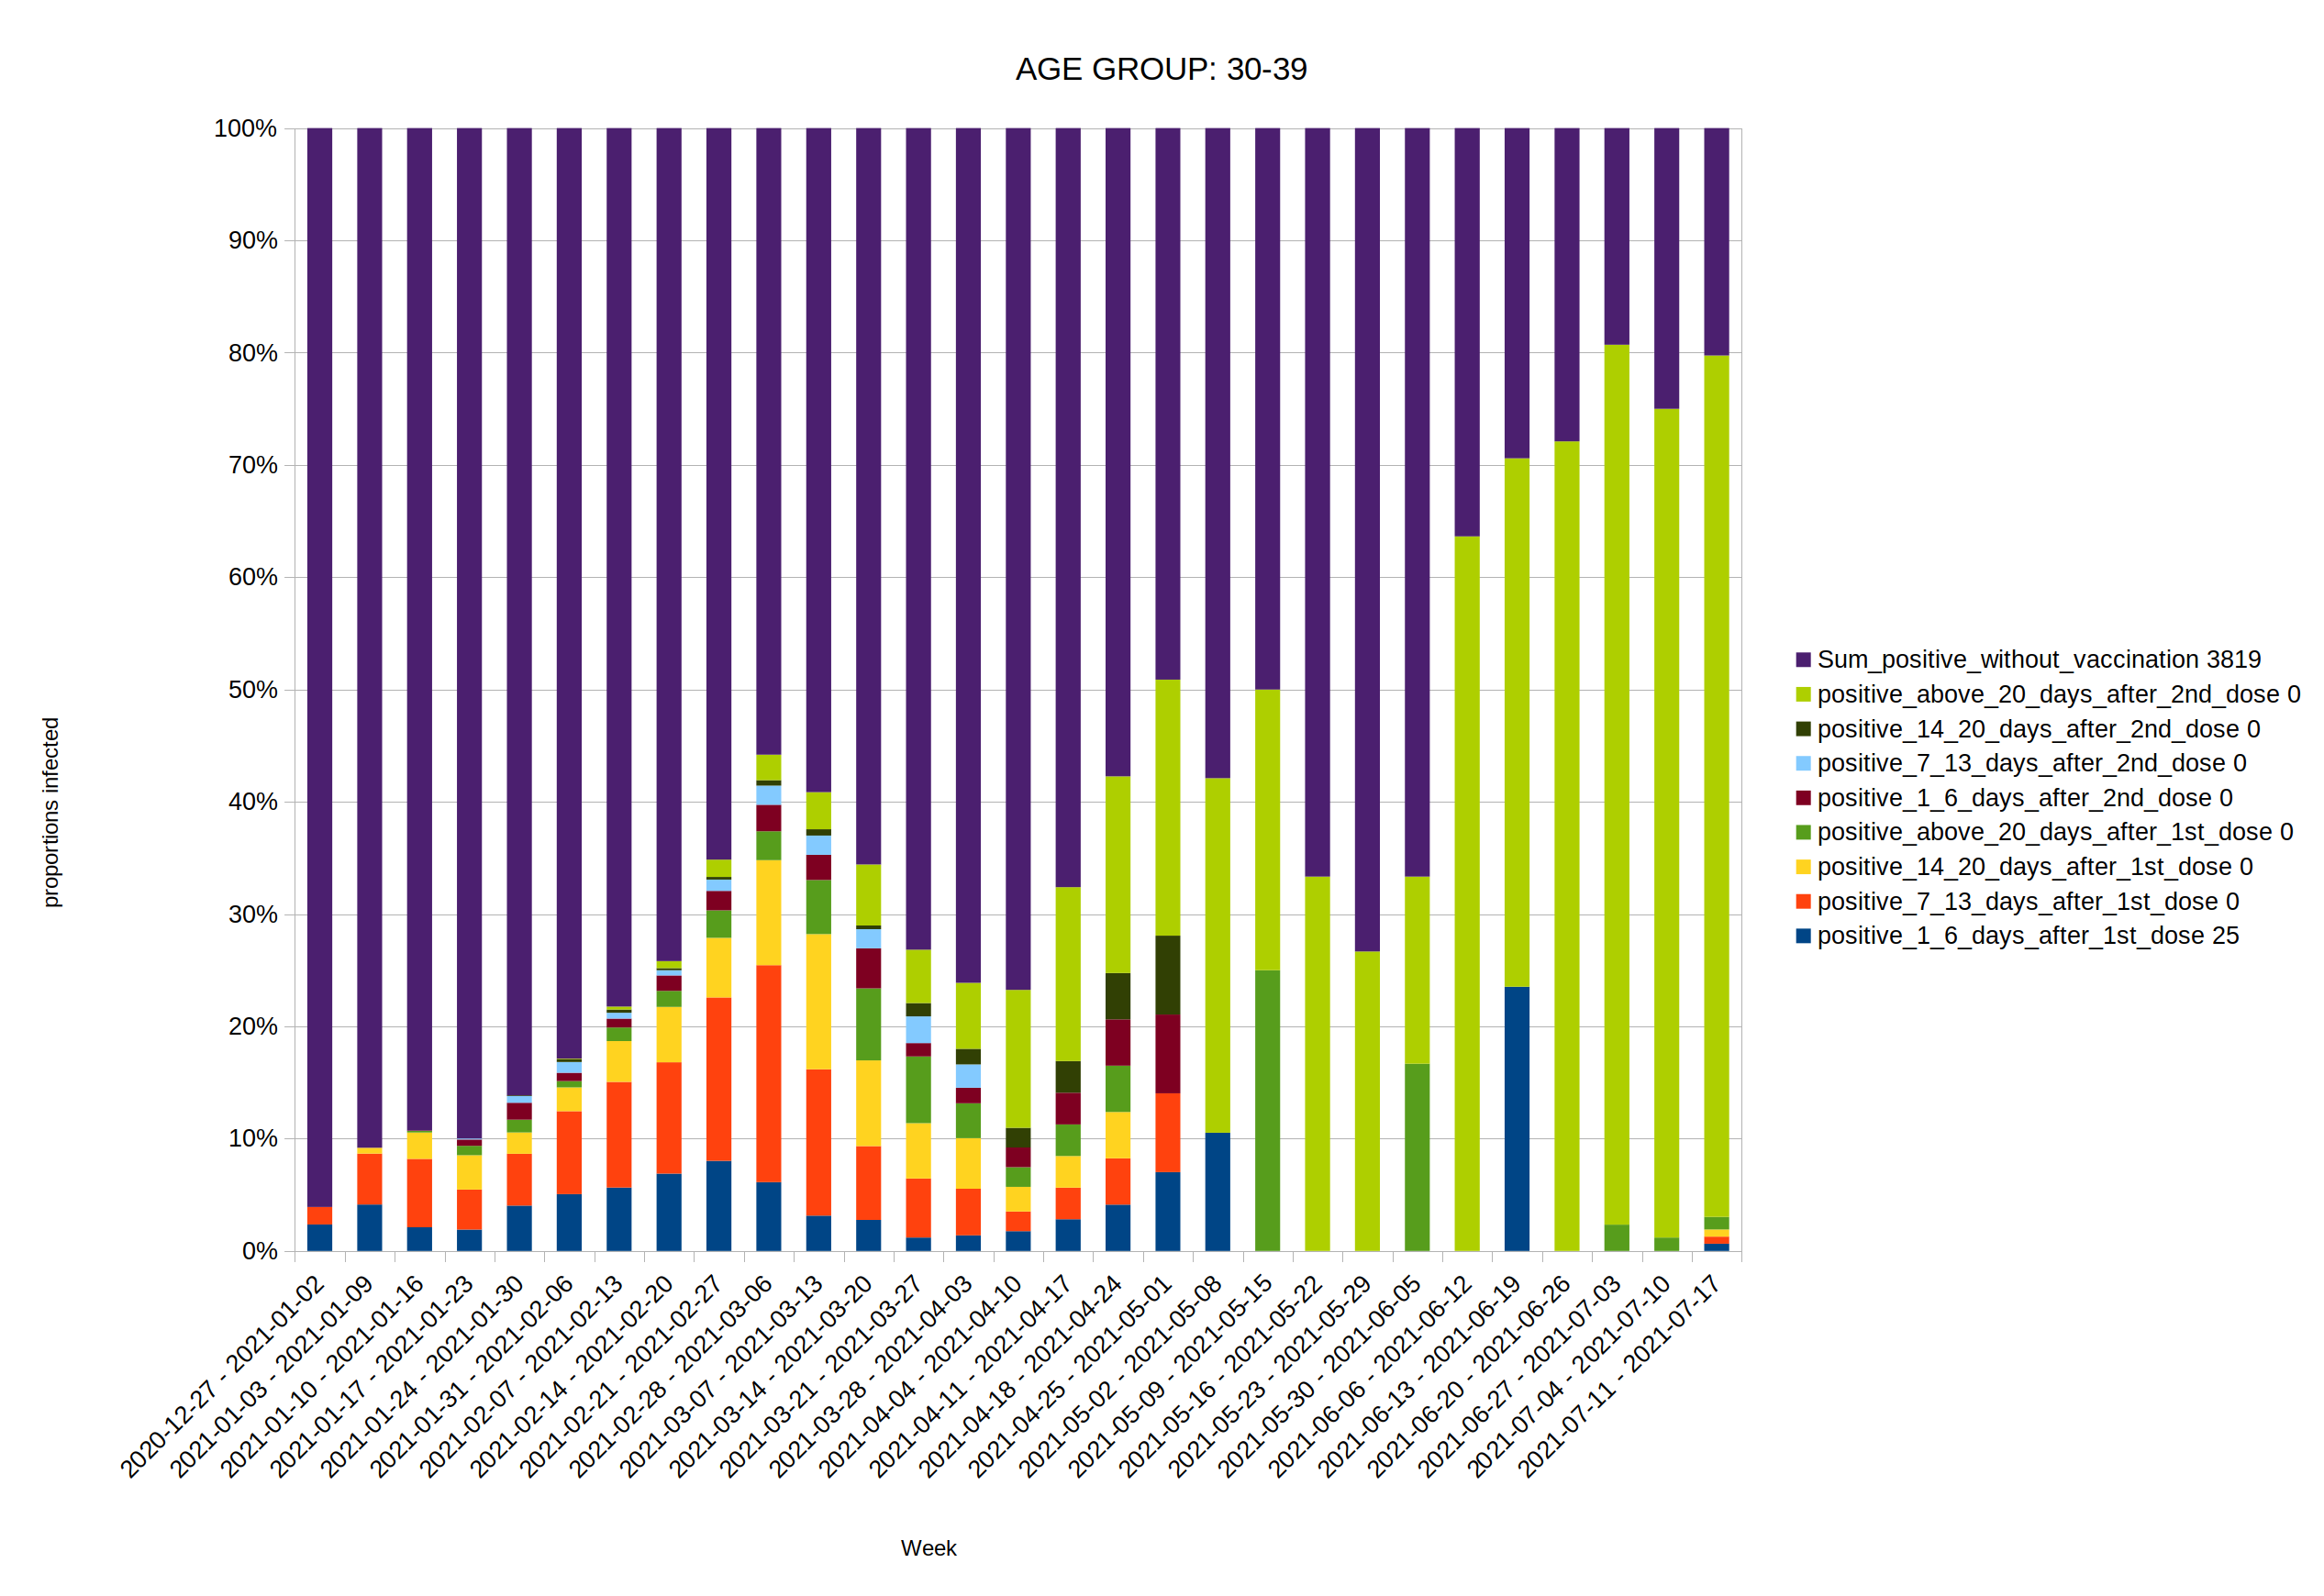 AGE GROUP: 30-39
100%
90%
80%
70%
60%
50%
40%
30%
20%
10%
0%
proportions infected
Sum_positive_without_vaccination 3819
positive_above_20_days_after_2nd_dose 0
positive_14_20_days_after_2nd_dose 0
positive_7_13_days_after_2nd_dose 0
positive_1_6_days_after_2nd_dose 0
positive_above_20_days_after_1st_dose 0
positive_14_20_days_after_1st_dose 0
positive_7_13_days_after_1st_dose 0
positive_1_6_days_after_1st_dose 25
2020-12-27 - 2021-01-02
2021-01-03 - 2021-01-09
2021-01-10 - 2021-01-16
2021-01-17 - 2021-01-23
2021-01-24 - 2021-01-30
2021-01-31 - 2021-02-06
2021-02-07 - 2021-02-13
2021-02-14 - 2021-02-20
2021-02-21 - 2021-02-27
2021-02-28 - 2021-03-06
2021-03-07 - 2021-03-13
2021-03-14 - 2021-03-20
2021-03-21 - 2021-03-27
2021-03-28 - 2021-04-03
2021-04-04 - 2021-04-10
2021-04-11 - 2021-04-17
2021-04-18 - 2021-04-24
2021-04-25 - 2021-05-01
2021-05-02 - 2021-05-08
2021-05-09 - 2021-05-15
2021-05-16 - 2021-05-22
2021-05-23 - 2021-05-29
2021-05-30 - 2021-06-05
2021-06-06 - 2021-06-12
2021-06-13 - 2021-06-19
2021-06-20 - 2021-06-26
2021-06-27 - 2021-07-03
2021-07-04 - 2021-07-10
2021-07-11 - 2021-07-17
Week